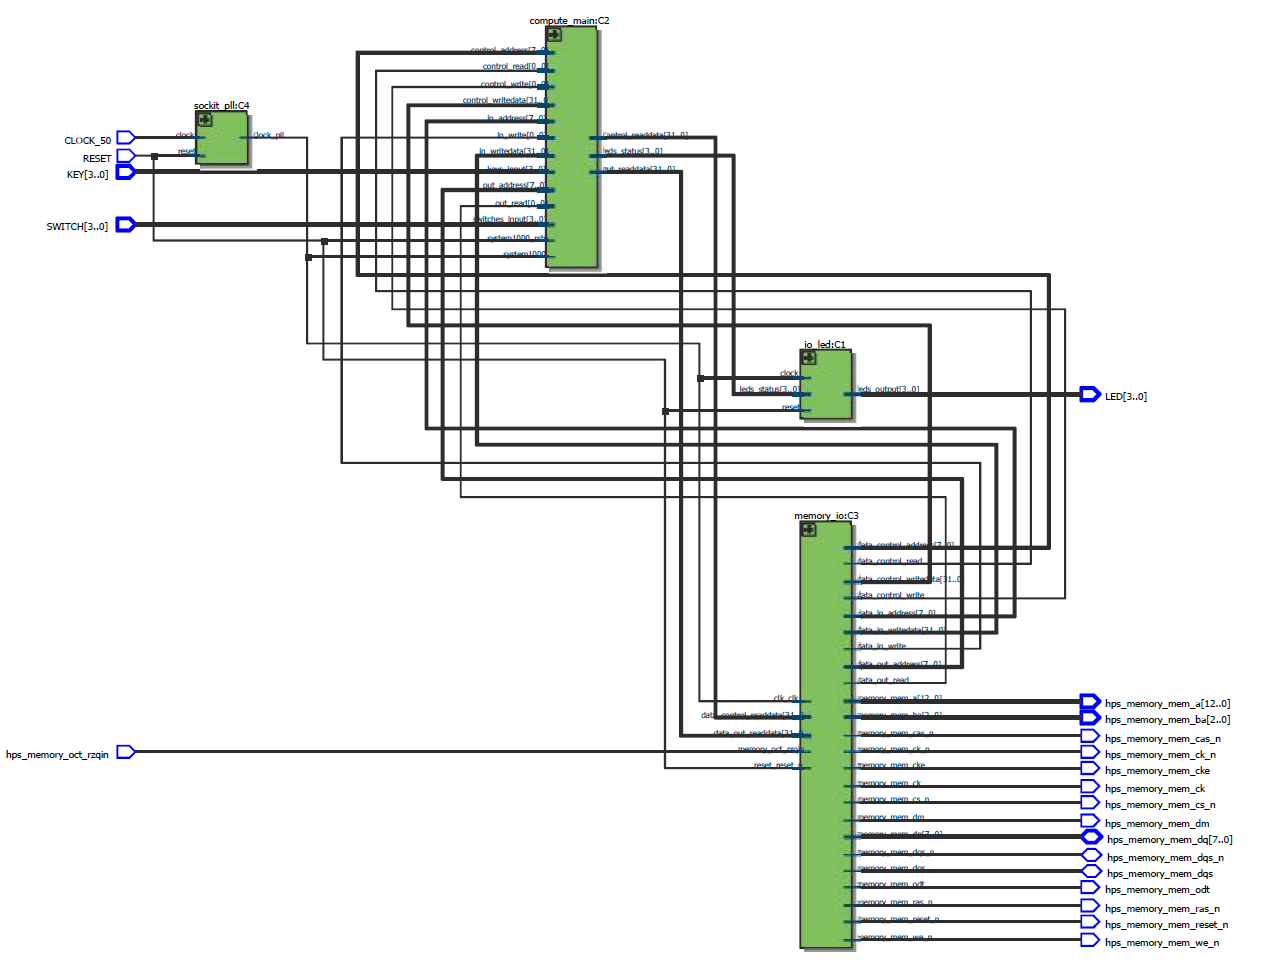 compute_main:C2
control_address[7..0]
control_read[0..0]
control_write[0..0]
control_writedata[31..0]
in_address[7..0]
in_write[0..0]
in_writedata[31..0]
keys_input[3..0]
out_address[7..0]
out_read[0..0]
switches_input[3..0]
system1000_rstn
system1000
control_readdata[31..0]
leds_status[3..0]
out_readdata[31..0]
sockit_pll:C4
clock
reset
clock_pll
CLOCK_50
RESET
KEY[3..0]
SWITCH[3..0]
io_led:C1
clock
leds_status[3..0]
reset
leds_output[3..0]
LED[3..0]
memory_io:C3
data_control_address[7..0]
data_control_read
data_control_writedata[31..0]
data_control_write
data_in_address[7..0]
data_in_writedata[31..0]
data_in_write
data_out_address[7..0]
data_out_read
clk_clk
data_control_readdata[31..0]
data_out_readdata[31..0]
memory_oct_rzqin
reset_reset_n
hps_memory_oct_rzqin
memory_mem_a[12..0]
memory_mem_ba[2..0]
memory_mem_cas_n
memory_mem_ck_n
memory_mem_cke
memory_mem_ck
memory_mem_cs_n
memory_mem_dm
memory_mem_dq[7..0]
memory_mem_dqs_n
memory_mem_dqs
memory_mem_odt
memory_mem_ras_n
memory_mem_reset_n
memory_mem_we_n
hps_memory_mem_a[12..0]
hps_memory_mem_ba[2..0]
hps_memory_mem_cas_n
hps_memory_mem_ck_n
hps_memory_mem_cke
hps_memory_mem_ck
hps_memory_mem_cs_n
hps_memory_mem_dm
hps_memory_mem_dq[7..0]
hps_memory_mem_dqs_n
hps_memory_mem_dqs
hps_memory_mem_odt
hps_memory_mem_ras_n
hps_memory_mem_reset_n
hps_memory_mem_we_n